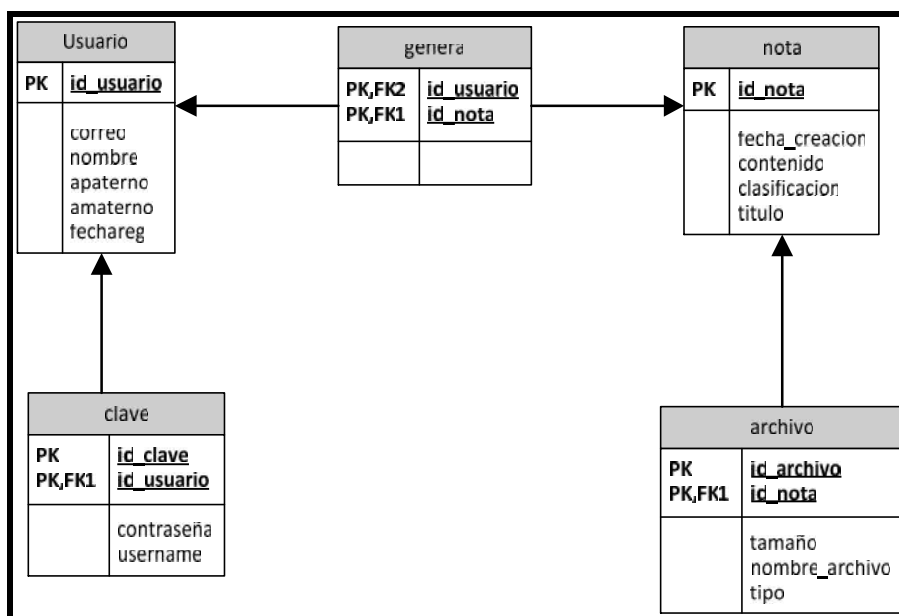 Usuario
PK id_usuario
correo
nombre
apaterno
amaterno
fechareg
genera
PK,FK2 id_usuario
PK,FK1 id_nota
nota
PK id_nota
fecha_creacion
contenido
clasificacion
titulo
clave
PK id_clave
PK,FK1 id_usuario
contraseña
username
archivo
PK id_archivo
PK,FK1 id_nota
tamaño
nombre_archivo
tipo